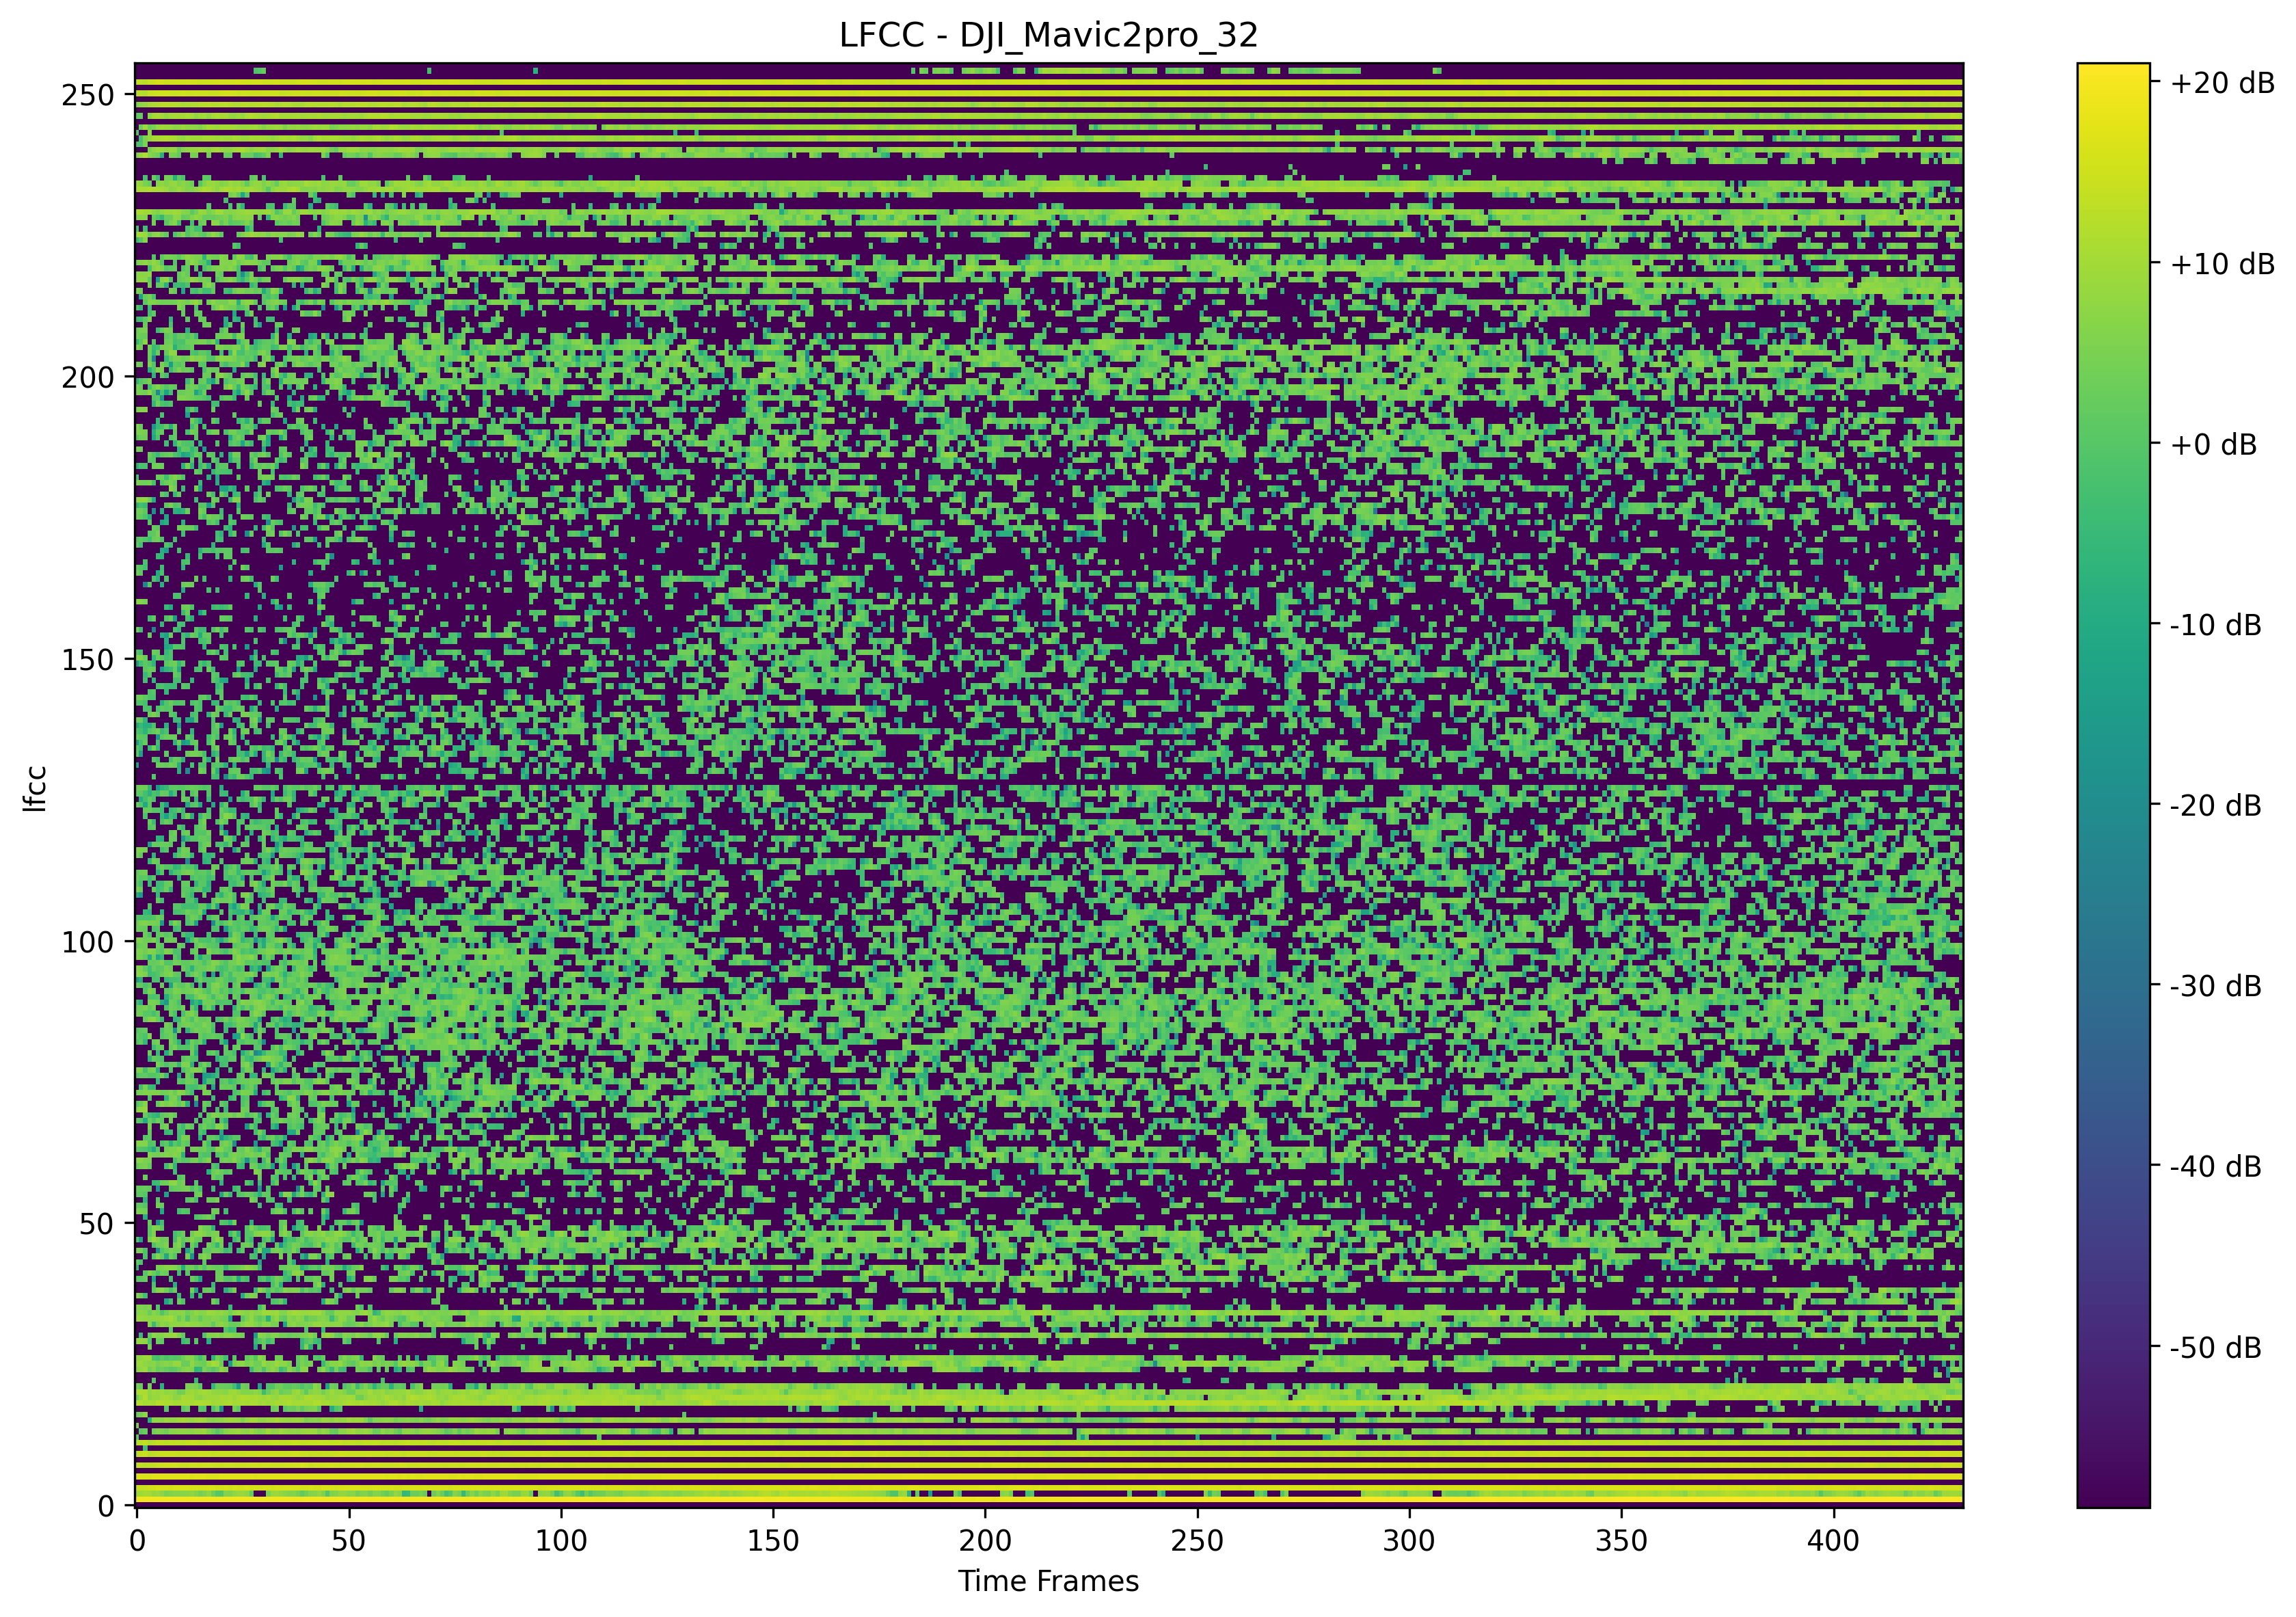 LFCC - DJI_Mavic2pro_32
250
200
150
100
50
0
lfcc
0
50
100
150
200
250
300
350
400
Time Frames
+20 dB
+10 dB
+0 dB
-10 dB
-20 dB
-30 dB
-40 dB
-50 dB